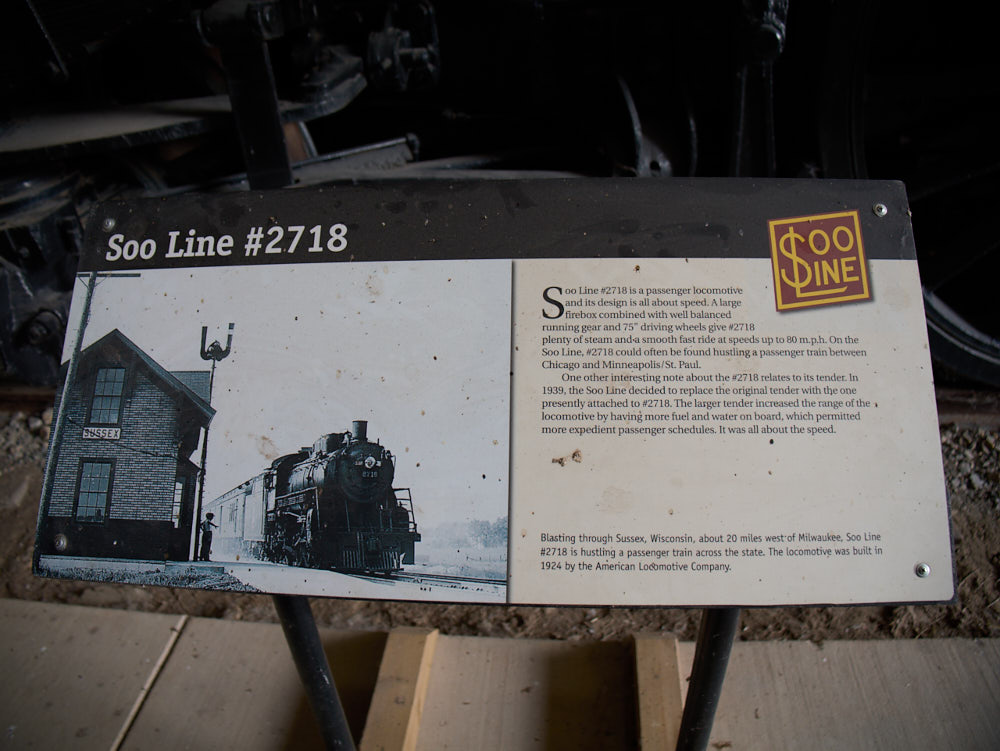 Soo Line #2718
SOO
LINE
Soo Line #2718 is a passenger locomotive
and its design is all about speed. A large
firebox combined with well balanced
running gear and 75" driving wheels give #2718
plenty of steam and a smooth fast ride at speeds up to 80 m.p.h. On the
Soo Line, #2718 could often be found hustling a passenger train between
Chicago and Minneapolis/St. Paul.
One other interesting note about the #2718 relates to its tender. In
1939, the Soo Line decided to replace the original tender with the one
presently attached to #2718. The larger tender increased the range of the
locomotive by having more fuel and water on board, which permitted
more expedient passenger schedules. It was all about the speed.
SUSSEX
2718
Blasting through Sussex, Wisconsin, about 20 miles west of Milwaukee, Soo Line
#2718 is hustling a passenger train across the state. The locomotive was built in
1924 by the American Locomotive Company.